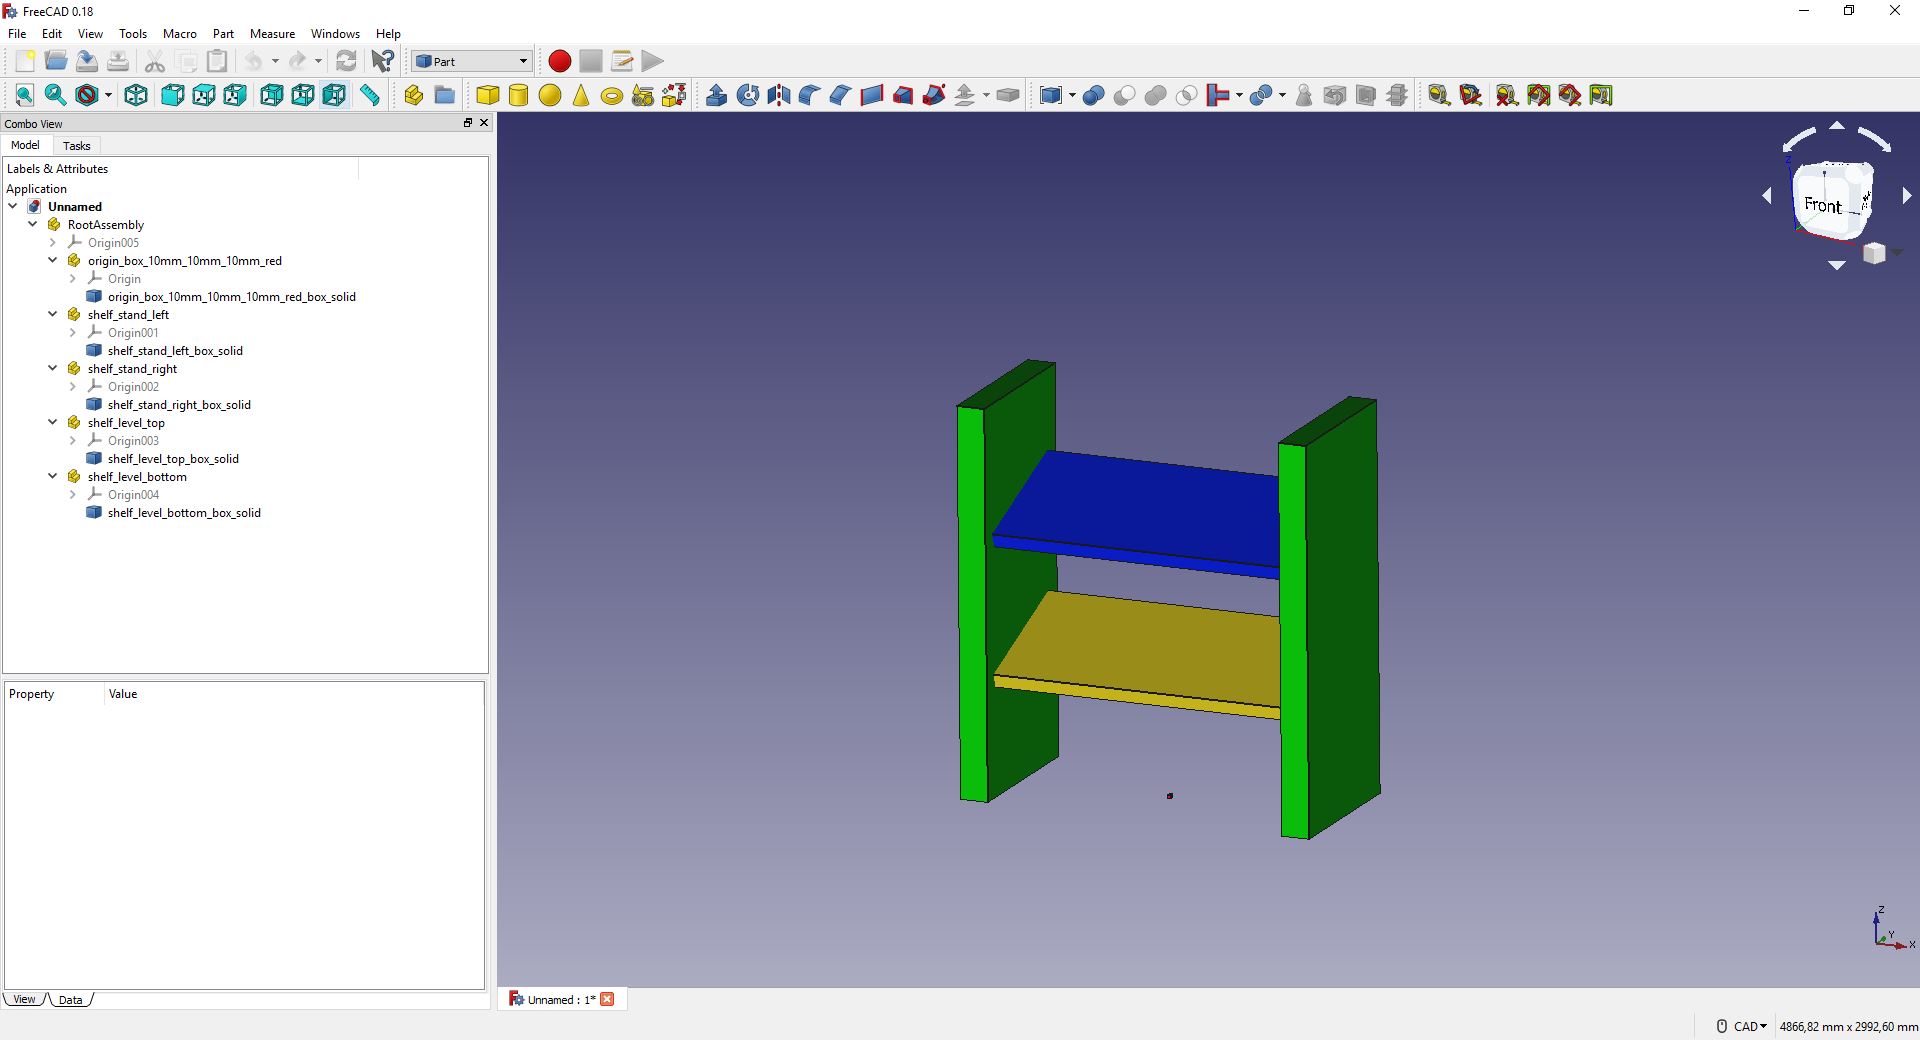 FreeCAD 0.18
File Edit View Tools Macro Part Measure Windows Help
Part
Combo View
Model Tasks
Labels & Attributes
Application
Unnamed
RootAssembly
Origin005
origin_box_10mm_10mm_10mm_red
Origin
origin_box_10mm_10mm_10mm_red_box_solid
shelf_stand_left
Origin001
shelf_stand_left_box_solid
shelf_stand_right
Origin002
shelf_stand_right_box_solid
shelf_level_top
Origin003
shelf_level_top_box_solid
shelf_level_bottom
Origin004
shelf_level_bottom_box_solid
Property Value
View Data
Z
Front
Z
Y
X
Unnamed : 1*
CAD 4866,82 mm x 2992,60 mm